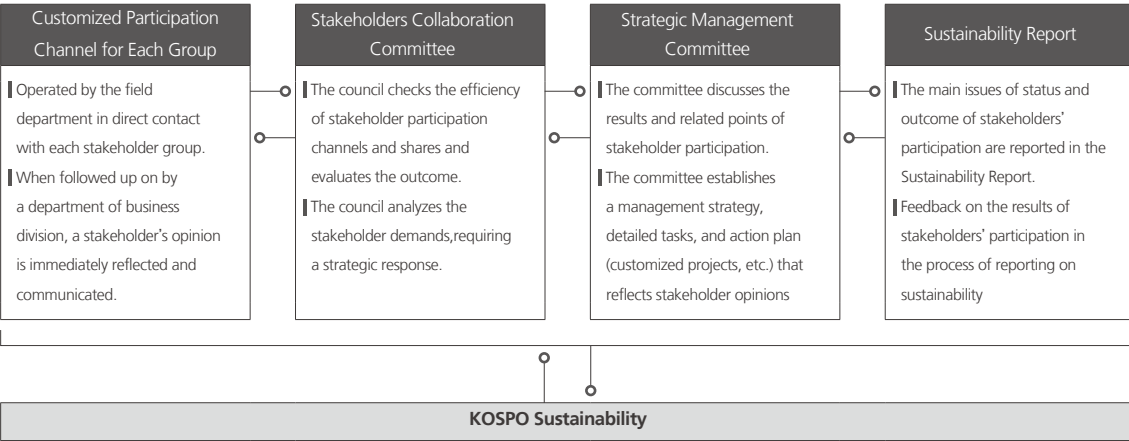 Customized Participation
Channel for Each Group
Operated by the field
department in direct contact
with each stakeholder group.
When followed up on by
a department of business
division, a stakeholder's opinion
is immediately reflected and
communicated.
Stakeholders Collaboration
Committee
The council checks the efficiency
of stakeholder participation
channels and shares and
evaluates the outcome.
The council analyzes the
stakeholder demands,requiring
a strategic response.
Strategic Management
Committee
The committee discusses the
results and related points of
stakeholder participation.
The committee establishes
a management strategy,
detailed tasks, and action plan
(customized projects, etc.) that
reflects stakeholder opinions
Sustainability Report
The main issues of status and
outcome of stakeholders'
participation are reported in the
Sustainability Report.
Feedback on the results of
stakeholders' participation in
the process of reporting on
sustainability
KOSPO Sustainability